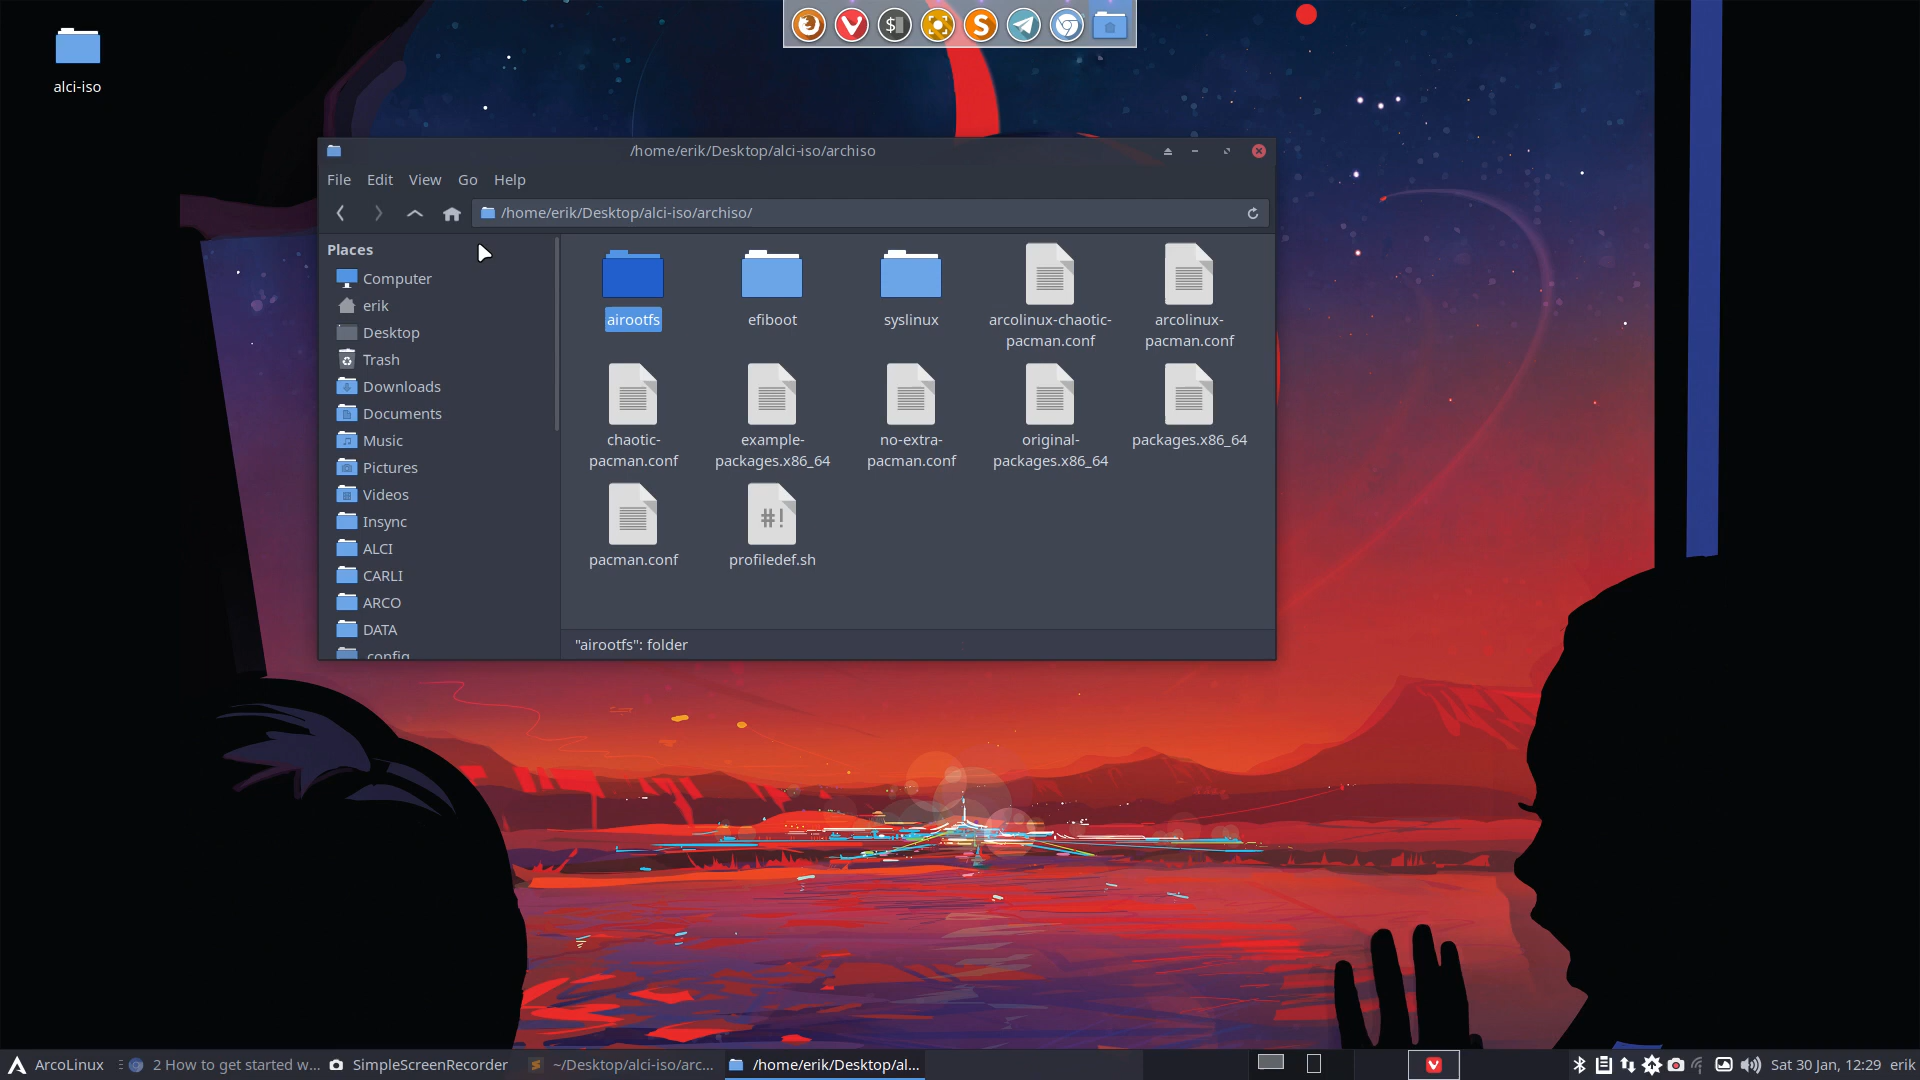 alci-iso
/home/erik/Desktop/alci-iso/archiso
File Edit View Go Help
/home/erik/Desktop/alci-iso/archiso/
Places
Computer
erik
Desktop
Trash
Downloads
Documents
Music
Pictures
Videos
Insync
ALCI
CARLI
ARCO
DATA
.config
airootfs
efiboot
syslinux
arcolinux-chaotic-
pacman.conf
arcolinux-
pacman.conf
chaotic-
pacman.conf
example-
packages.x86_64
no-extra-
pacman.conf
original-
packages.x86_64
packages.x86_64
pacman.conf
#!
profiledef.sh
"airootfs": folder
ArcoLinux
2 How to get started w...
SimpleScreenRecorder
~/Desktop/alci-iso/arc...
/home/erik/Desktop/al...
Sat 30 Jan, 12:29 erik